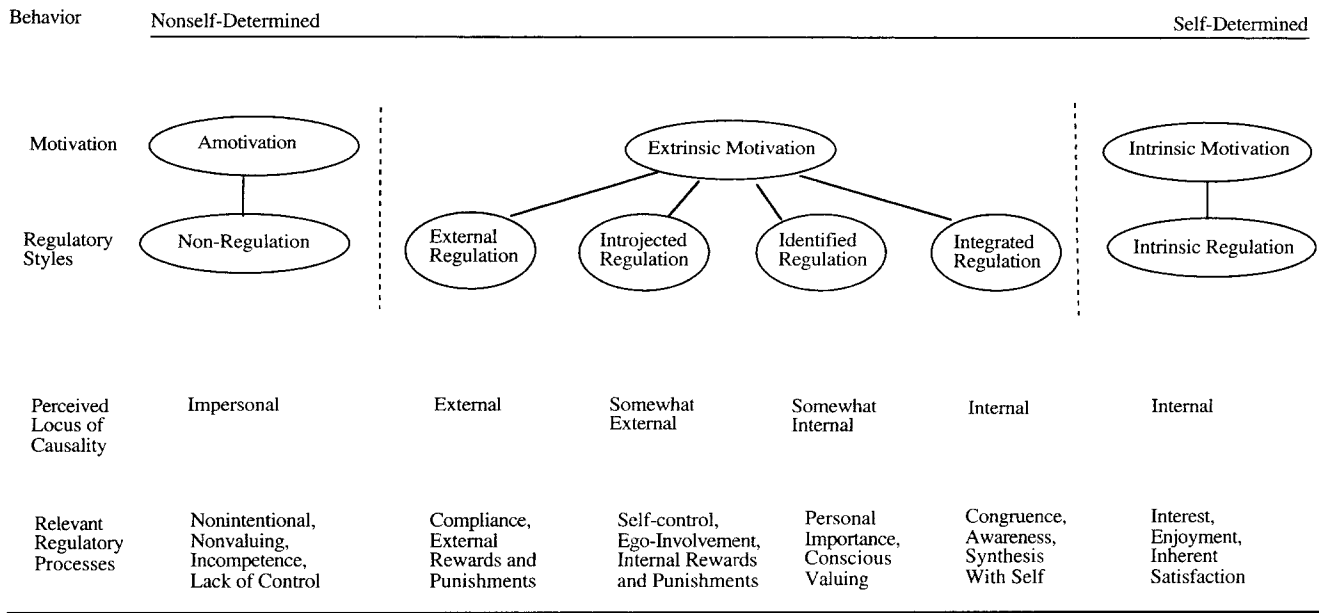 Behavior
Nonself-Determined
Self-Determined
Motivation
Amotivation
Extrinsic Motivation
Intrinsic Motivation
Regulatory
Styles
Non-Regulation
External
Regulation
Introjected
Regulation
Identified
Regulation
Integrated
Regulation
Intrinsic Regulation
Perceived
Locus of
Causality
Impersonal
External
Somewhat
External
Somewhat
Internal
Internal
Internal
Relevant
Regulatory
Processes
Nonintentional,
Nonvaluing,
Incompetence,
Lack of Control
Compliance,
External
Rewards and
Punishments
Self-control,
Ego-Involvement,
Internal Rewards
and Punishments
Personal
Importance,
Conscious
Valuing
Congruence,
Awareness,
Synthesis
With Self
Interest,
Enjoyment,
Inherent
Satisfaction